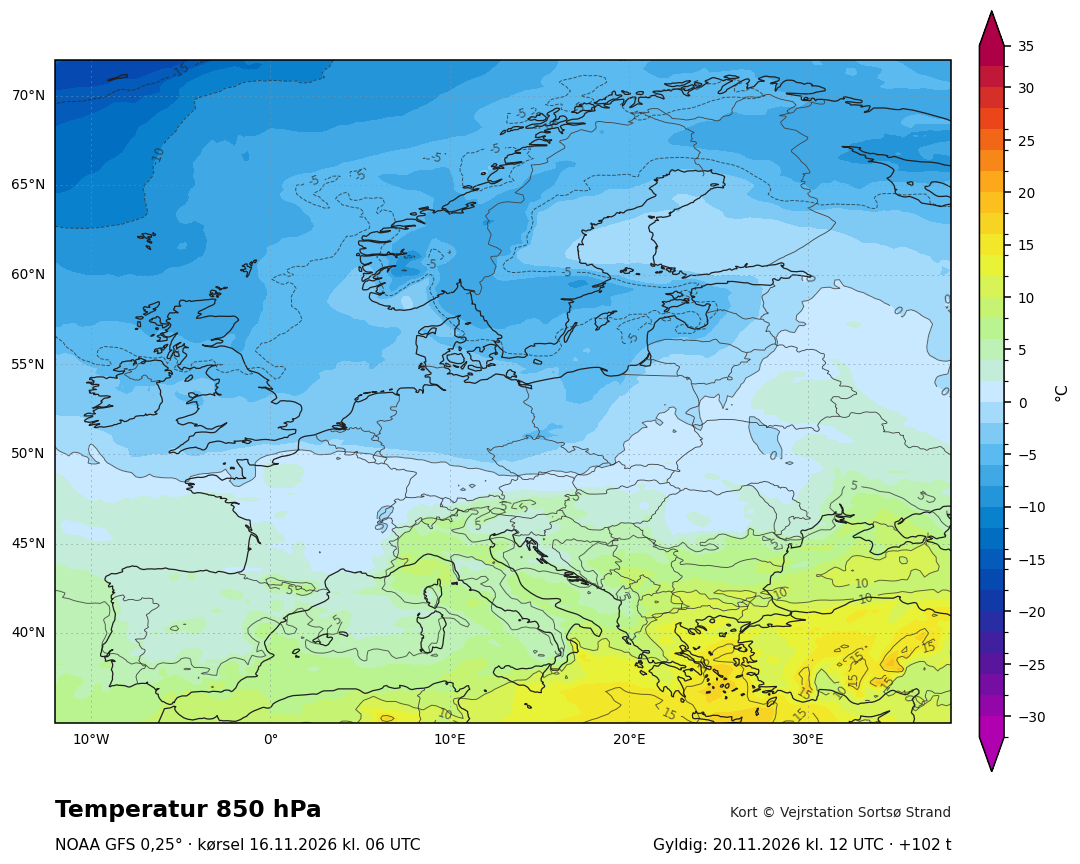 70°N
65°N
60°N
55°N
50°N
45°N
40°N
10°W
0°
10°E
20°E
30°E
35
30
25
20
15
10
5
0
−5
−10
−15
−20
−25
−30
°C
Temperatur 850 hPa
Kort © Vejrstation Sortsø Strand
NOAA GFS 0,25° · kørsel 16.11.2026 kl. 06 UTC
Gyldig: 20.11.2026 kl. 12 UTC · +102 t